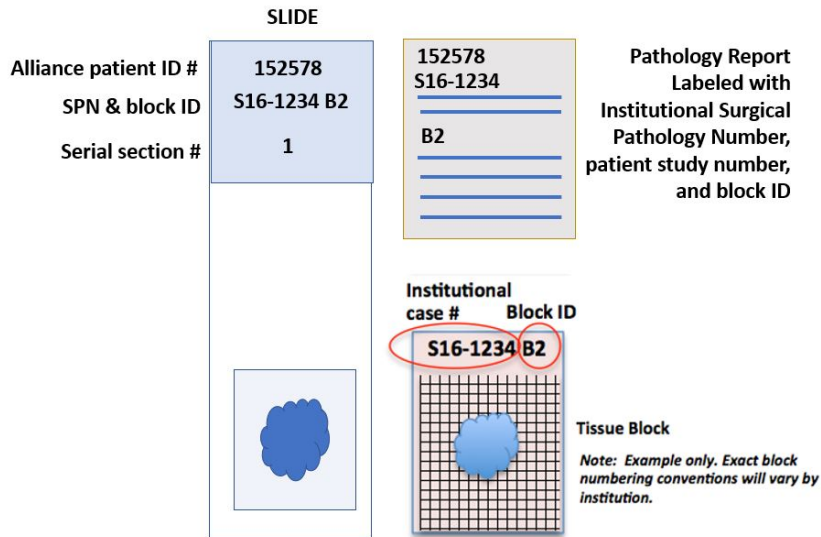 SLIDE
Alliance patient ID #
152578
SPN & block ID
S16-1234 B2
Serial section #
1
152578
S16-1234
B2
Pathology Report
Labeled with
Institutional Surgical
Pathology Number,
patient study number,
and block ID
Institutional
case #
Block ID
S16-1234 B2
Tissue Block
Note: Example only. Exact block
numbering conventions will vary by
institution.